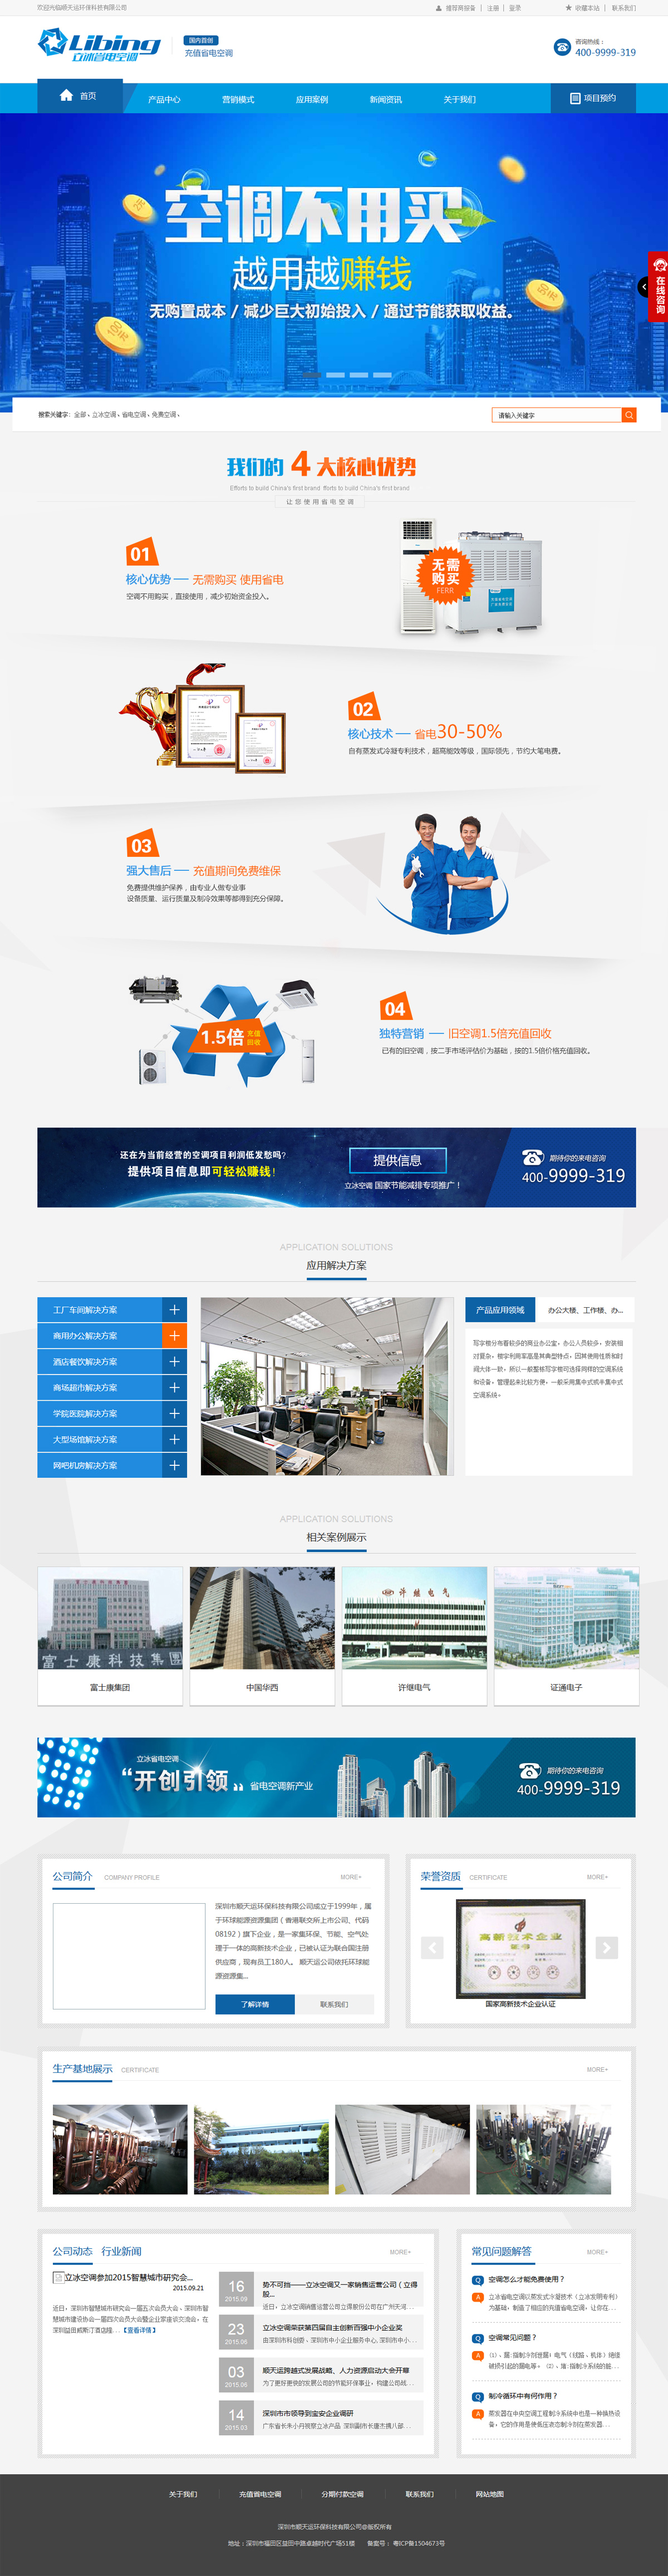 欢迎光临顺天运环保科技有限公司
推荐商报备 | 注册 | 登录
收藏本站 | 联系我们
Libing
立冰省电空调
国内首创
充值省电空调
咨询热线：
400-9999-319
首页
产品中心
营销模式
应用案例
新闻资讯
关于我们
项目预约
空调不用买
越用越赚钱
无购置成本 / 减少巨大初始投入 / 通过节能获取收益。
在线咨询
搜索关键字：全部，立冰空调，省电空调，免费空调，
请输入关键字
我们的 4 大核心优势
Efforts to build China's first brand fforts to build China's first brand
让您使用省电空调
01
核心优势 — 无需购买 使用省电
空调不用购买，直接使用，减少初始资金投入。
无需
购买
FERR
02
核心技术 — 省电30-50%
自有蒸发式冷凝专利技术，超高能效等级，国际领先，节约大笔电费。
03
强大售后 — 充值期间免费维保
免费提供维护保养，由专业人做专业事
设备质量、运行质量及制冷效果等都得到充分保障。
1.5倍 充值回收
04
独特营销 — 旧空调1.5倍充值回收
已有的旧空调，按二手市场评估价为基础，按的1.5倍价格充值回收。
还在为当前经营的空调项目利润低发愁吗?
提供项目信息即可轻松赚钱!
提供信息
立冰空调 国家节能减排专项推广！
期待你的来电咨询
400-9999-319
APPLICATION SOLUTIONS
应用解决方案
工厂车间解决方案
商用办公解决方案
酒店餐饮解决方案
商场超市解决方案
学院医院解决方案
大型场馆解决方案
网吧机房解决方案
产品应用领域
办公大楼、工作楼、办...
写字楼分布着较多的商业办公室，办公人员较多，安装相
对复杂，楼宇利用率高是其典型特点，因其使用性质和时
间大体一致，所以一般整栋写字楼可选择同样的空调系统
和设备，管理起来比较方便，一般采用集中式或半集中式
空调系统。
APPLICATION SOLUTIONS
相关案例展示
富士康科技集团
许继电气
富士康集团
中国华西
许继电气
证通电子
立冰省电空调
“开创引领” 省电空调新产业
期待你的来电咨询
400-9999-319
公司简介 COMPANY PROFILE
MORE+
深圳市顺天运环保科技有限公司成立于1999年，属
于环球能源资源集团（香港联交所上市公司、代码
08192）旗下企业，是一家集环保、节能、空气处
理于一体的高新技术企业，已被认证为联合国注册
供应商，现有员工180人。 顺天运公司依托环球能
源资源集...
了解详情
联系我们
荣誉资质 CERTIFICATE
MORE+
高新技术企业
证书
国家高新技术企业认证
生产基地展示 CERTIFICATE
MORE+
公司动态 行业新闻
MORE+
立冰空调参加2015智慧城市研究会...
2015.09.21
近日，深圳市智慧城市研究会一届五次会员大会，深圳市智
慧城市建设协会一届四次会员大会暨企业家座谈交流会，在
深圳益田威斯汀酒店隆...【查看详情】
16
2015.09
势不可挡——立冰空调又一家销售运营公司（立得
股...
近日，立冰空调销售运营公司立得股份公司在广州天河...
23
2015.06
立冰空调荣获第四届自主创新百强中小企业奖
由深圳市科创委、深圳市中小企业服务中心，深圳市中小...
03
2015.06
顺天运跨越式发展战略、人力资源启动大会开幕
为了更好更快的发展公司的节能环保事业，构建公司战...
14
2015.03
深圳市市领导到宝安企业调研
广东省长朱小丹视察立冰产品 深圳副市长唐杰携八部...
常见问题解答
MORE+
Q 空调怎么才能免费使用？
A 立冰省电空调以蒸发式冷凝技术（立冰发明专利）
为基础，制造了相应的充值省电空调，让你在...
Q 空调常见问题？
A （1）、漏：指制冷剂泄漏！电气（线路、机体）绝缘
破损引起的漏电等。（2）、堵：指制冷系统的脏...
Q 制冷循环中有何作用？
A 蒸发器在中央空工程制冷系统中也是一种换热设
备，它的作用是使低压液态制冷剂在蒸发器...
关于我们
充值省电空调
分期付款空调
联系我们
网站地图
深圳市顺天运环保科技有限公司@版权所有
地址：深圳市福田区益田中路卓越时代广场51楼 备案号：粤ICP备1504673号